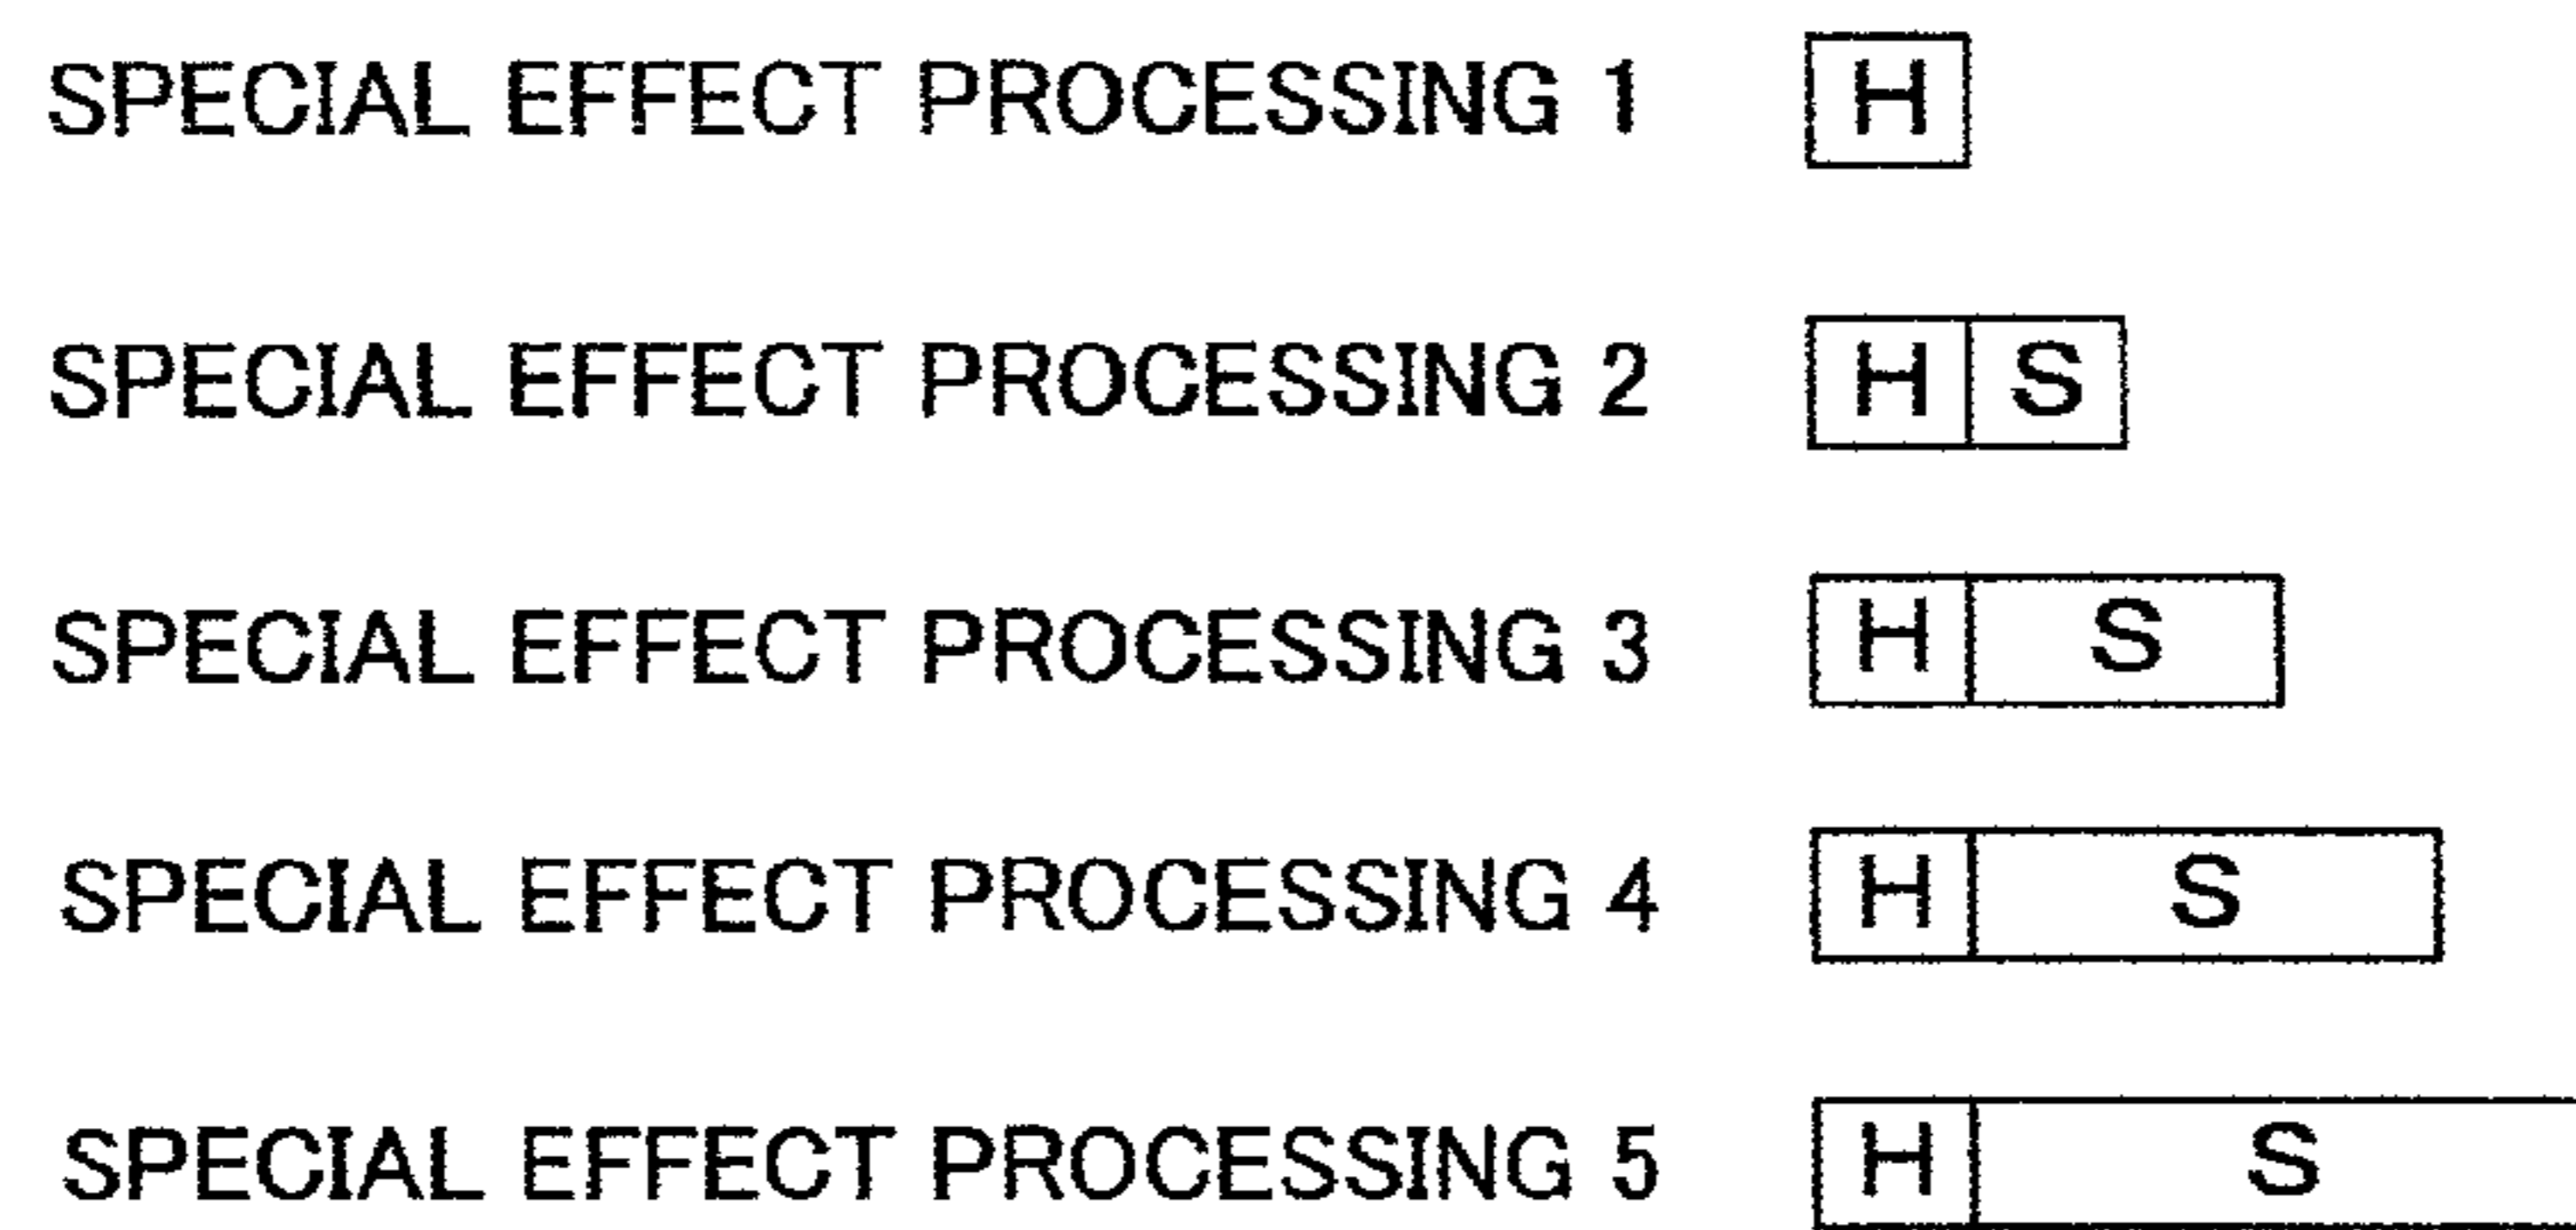 SPECIAL EFFECT PROCESSING 1 H
SPECIAL EFFECT PROCESSING 2 H S
SPECIAL EFFECT PROCESSING 3 H S
SPECIAL EFFECT PROCESSING 4 H S
SPECIAL EFFECT PROCESSING 5 H S